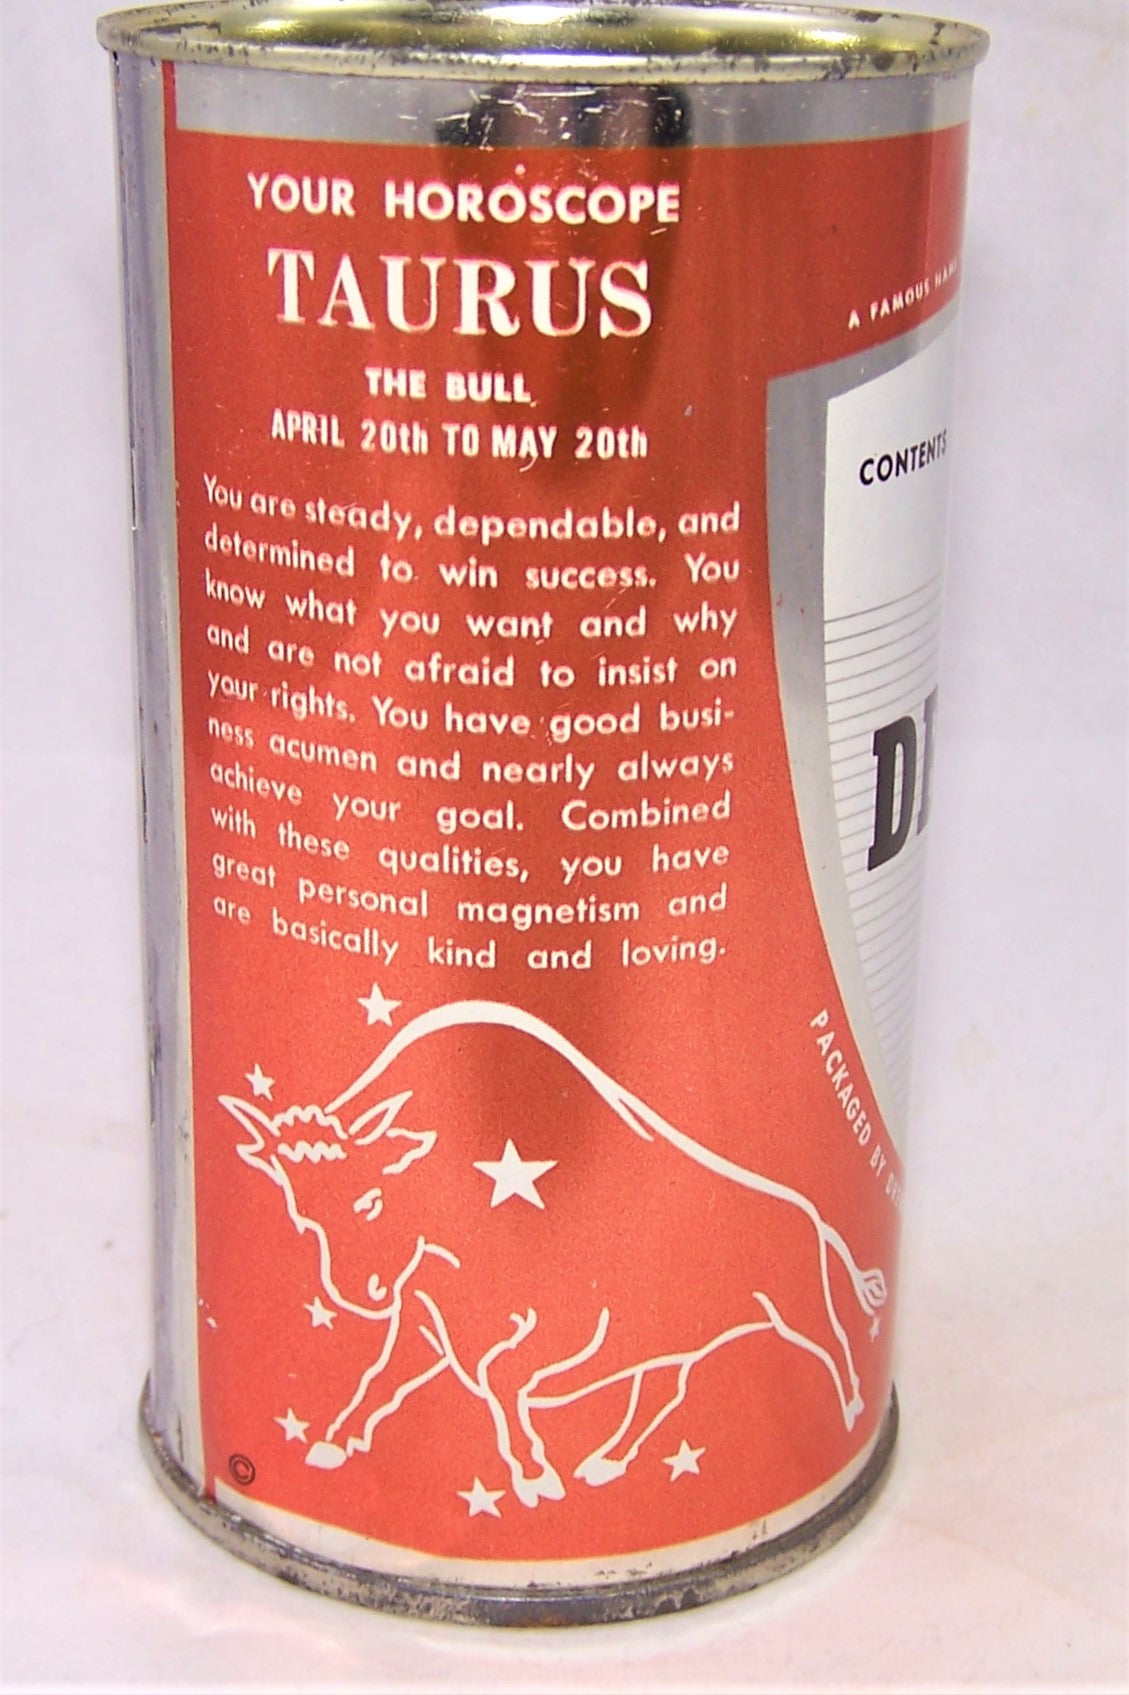 YOUR HOROSCOPE
TAURUS
THE BULL
APRIL 20th TO MAY 20th
You are steady, dependable, and
determined to win success. You
know what you want and why
and are not afraid to insist on
your rights. You have good busi-
ness acumen and nearly always
achieve your goal. Combined
with these qualities, you have
great personal magnetism and
are basically kind and loving.
©
A FAMOUS
CONTENTS
PACKAGED BY